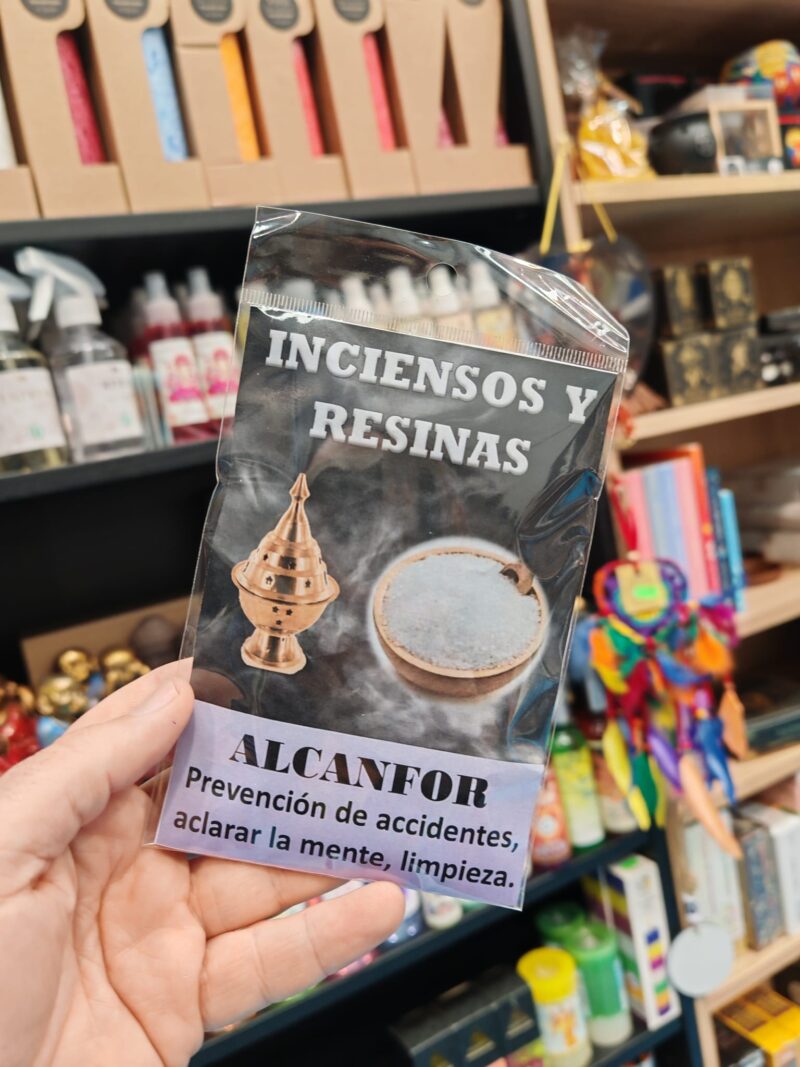 INCIENSOS Y
RESINAS
ALCANFOR
Prevención de accidentes,
aclarar la mente, limpieza.